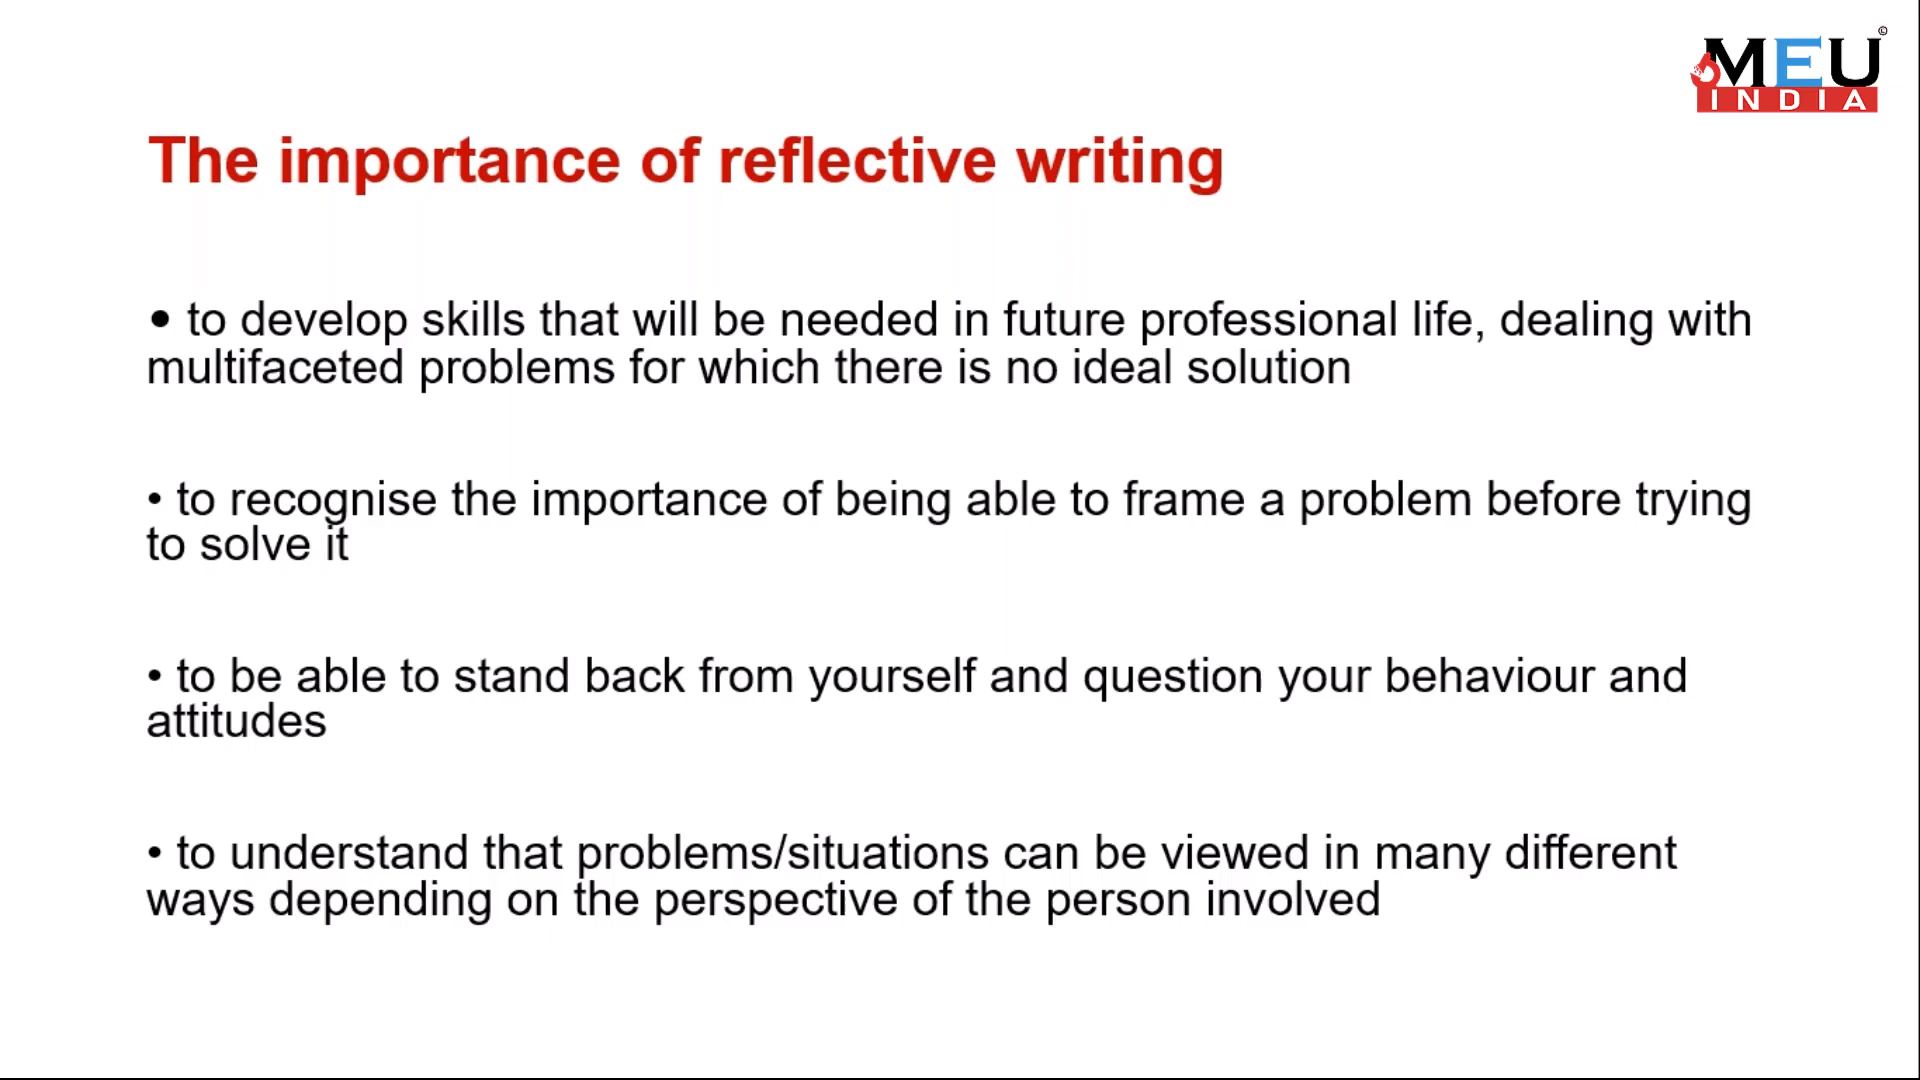 MEU©
INDIA
The importance of reflective writing
• to develop skills that will be needed in future professional life, dealing with
multifaceted problems for which there is no ideal solution
• to recognise the importance of being able to frame a problem before trying
to solve it
• to be able to stand back from yourself and question your behaviour and
attitudes
• to understand that problems/situations can be viewed in many different
ways depending on the perspective of the person involved